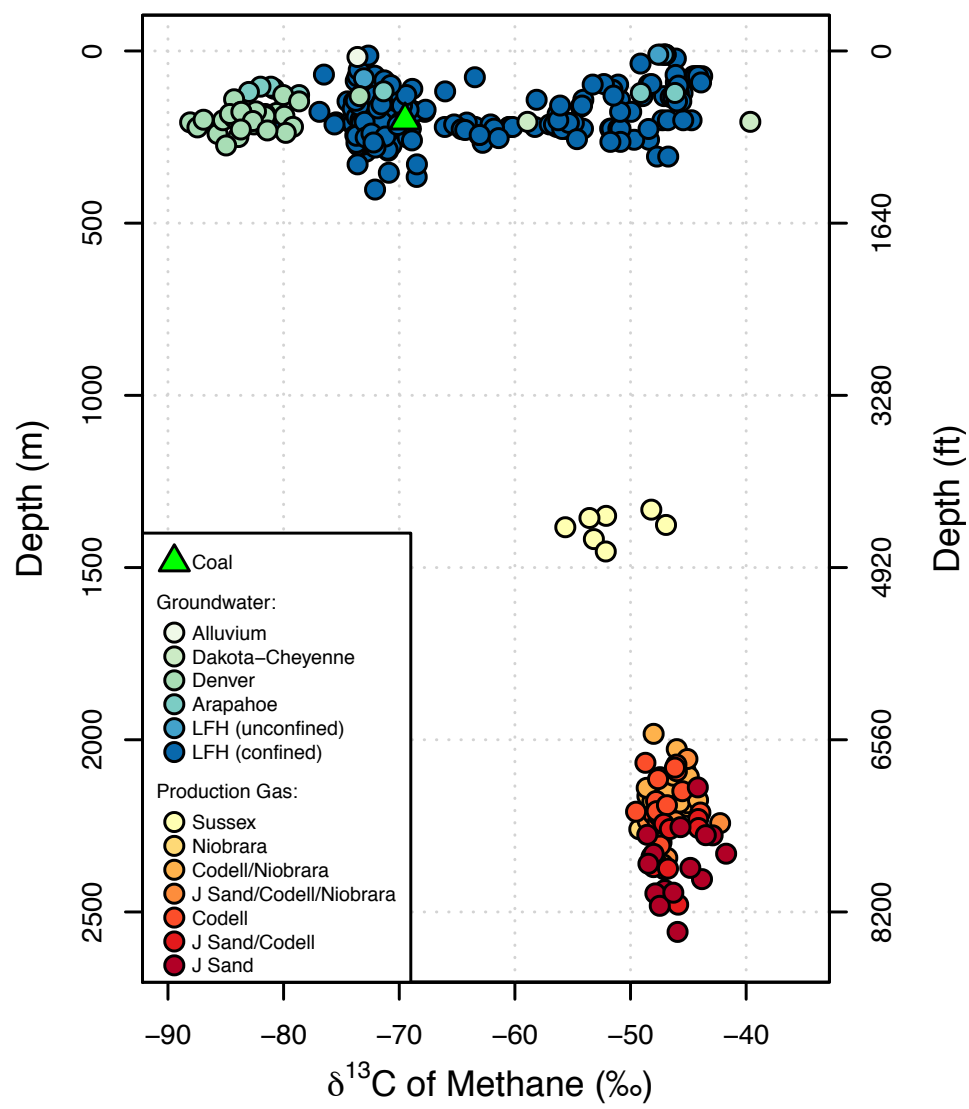 0
500
1000
1500
2000
2500
Depth (m)
0
1640
3280
4920
6560
8200
Depth (ft)
Coal
Groundwater:
Alluvium
Dakota−Cheyenne
Denver
Arapahoe
LFH (unconfined)
LFH (confined)
Production Gas:
Sussex
Niobrara
Codell/Niobrara
J Sand/Codell/Niobrara
Codell
J Sand/Codell
J Sand
−90 −80 −70 −60 −50 −40
δ¹³C of Methane (‰)